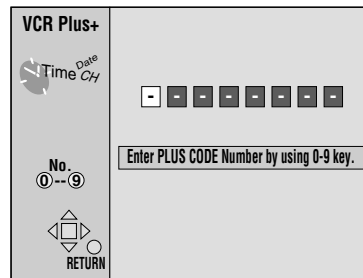 VCR Plus+
Date
Time CH
- - - - - - - -
Enter PLUS CODE Number by using 0-9 key.
No.
0--9
RETURN